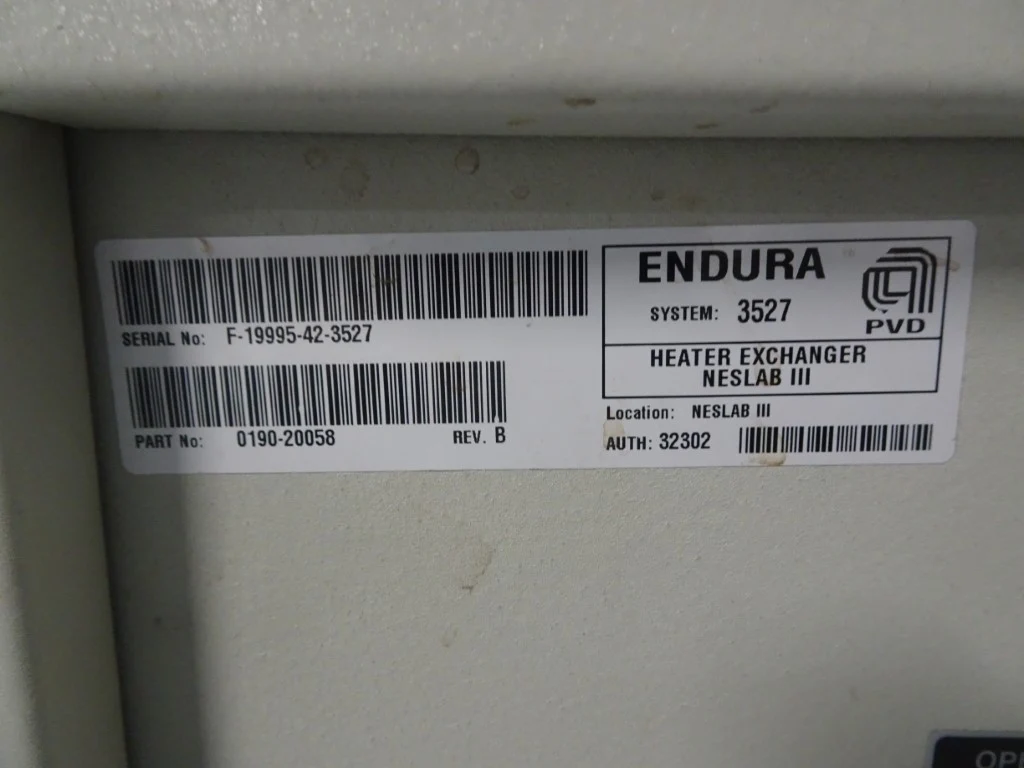 SERIAL No: F-19995-42-3527
PART No: 0190-20058 REV. B
ENDURA
SYSTEM: 3527
PVD
HEATER EXCHANGER
NESLAB III
Location: NESLAB III
AUTH: 32302